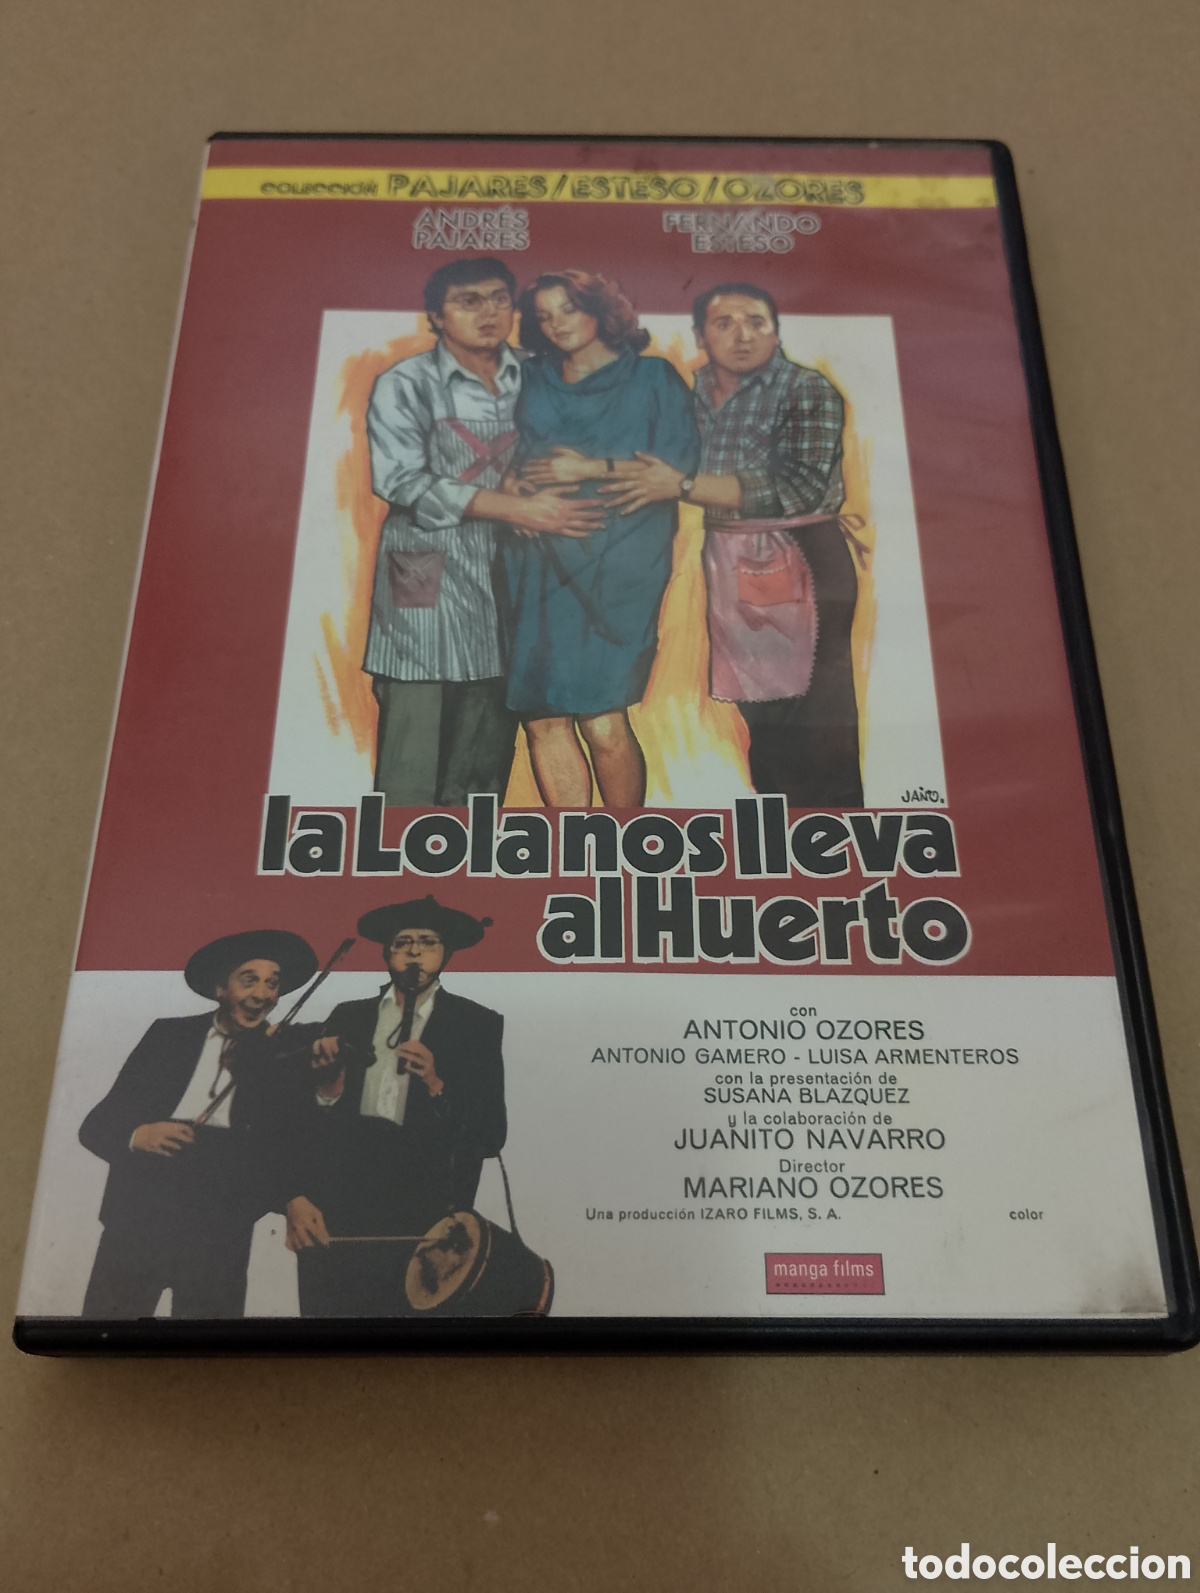 COLECCIÓN PAJARES/ESTESO/OZORES
ANDRÉS PAJARES
FERNANDO ESTESO
JANO.
la Lola nos lleva
al Huerto
con
ANTONIO OZORES
ANTONIO GAMERO - LUISA ARMENTEROS
con la presentación de
SUSANA BLAZQUEZ
y la colaboración de
JUANITO NAVARRO
Director
MARIANO OZORES
Una producción IZARO FILMS, S. A. color
manga films
todocoleccion